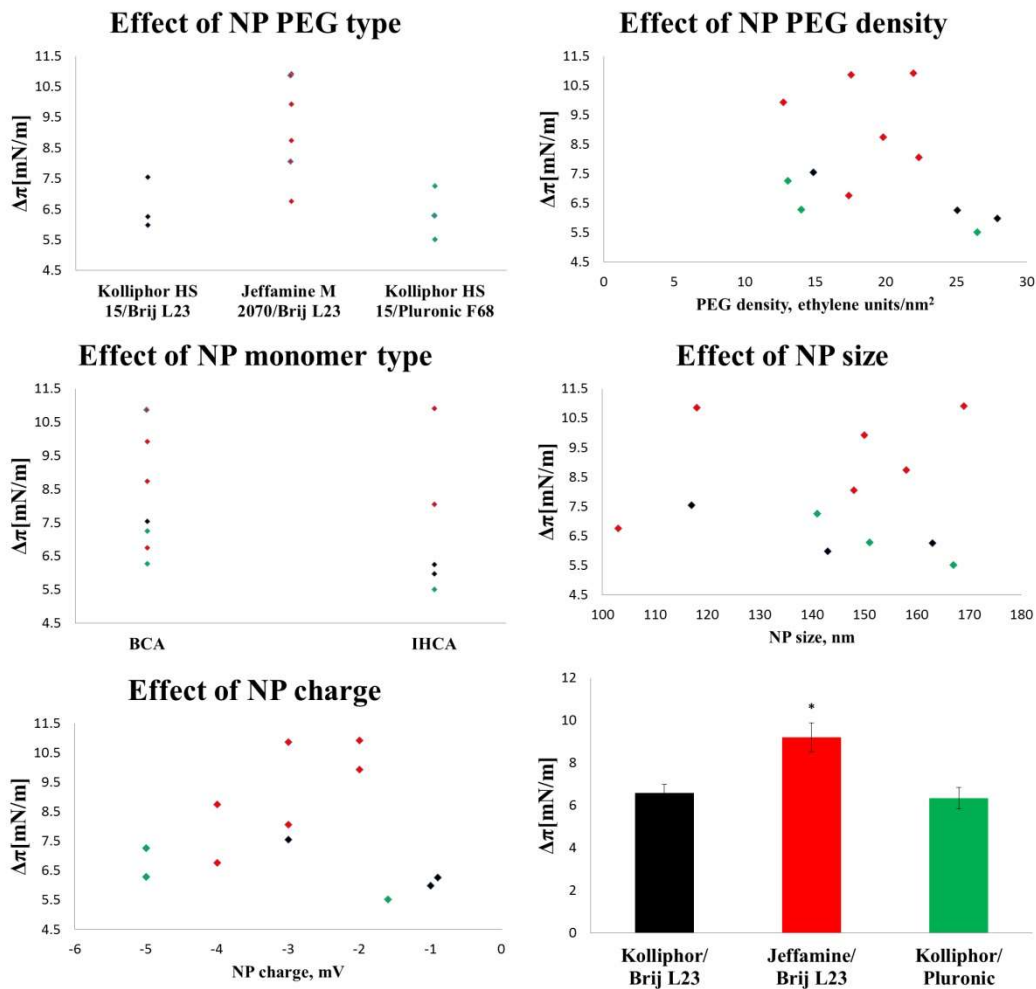 Effect of NP PEG type
Δπ[mN/m]
11.5
10.5
9.5
8.5
7.5
6.5
5.5
4.5
Kolliphor HS
15/Brij L23
Jeffamine M
2070/Brij L23
Kolliphor HS
15/Pluronic F68
Effect of NP PEG density
Δπ[mN/m]
11.5
10.5
9.5
8.5
7.5
6.5
5.5
4.5
0 5 10 15 20 25 30
PEG density, ethylene units/nm²
Effect of NP monomer type
Δπ[mN/m]
11.5
10.5
9.5
8.5
7.5
6.5
5.5
4.5
BCA IHCA
Effect of NP size
Δπ[mN/m]
11.5
10.5
9.5
8.5
7.5
6.5
5.5
4.5
100 110 120 130 140 150 160 170 180
NP size, nm
Effect of NP charge
Δπ[mN/m]
11.5
10.5
9.5
8.5
7.5
6.5
5.5
4.5
-6 -5 -4 -3 -2 -1 0
NP charge, mV
Δπ[mN/m]
12
10
8
6
4
2
0
*
Kolliphor/
Brij L23
Jeffamine/
Brij L23
Kolliphor/
Pluronic